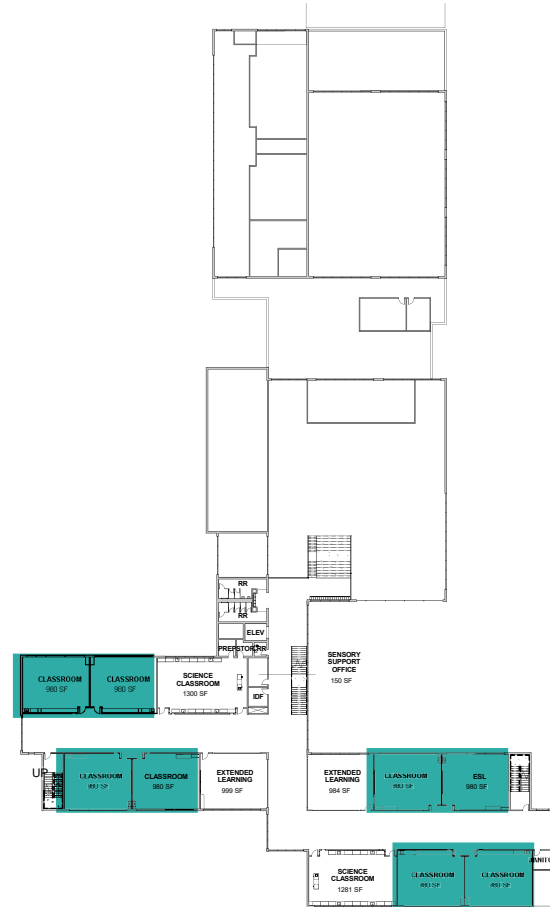 RR
RR
ELEV
PREP
STOR
RR
IDF
SENSORY
SUPPORT
OFFICE
150 SF
CLASSROOM
980 SF
CLASSROOM
980 SF
SCIENCE
CLASSROOM
1300 SF
UP
CLASSROOM
980 SF
CLASSROOM
980 SF
EXTENDED
LEARNING
999 SF
EXTENDED
LEARNING
984 SF
CLASSROOM
980 SF
ESL
980 SF
SCIENCE
CLASSROOM
1281 SF
CLASSROOM
980 SF
CLASSROOM
980 SF